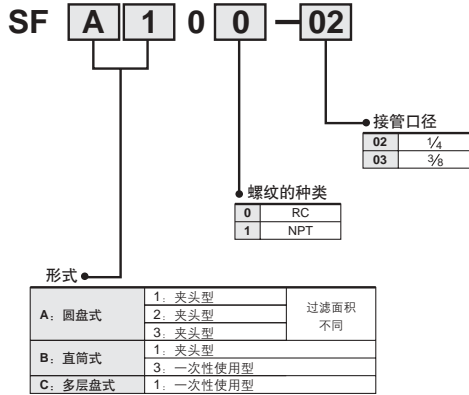 SF A 1 0 0 - 02
接管口径
02 1/4
03 3/8
螺纹的种类
0 RC
1 NPT
形式
A：圆盘式
1：夹头型
2：夹头型
3：夹头型
过滤面积
不同
B：直筒式
1：夹头型
3：一次性使用型
C：多层盘式
1：一次性使用型